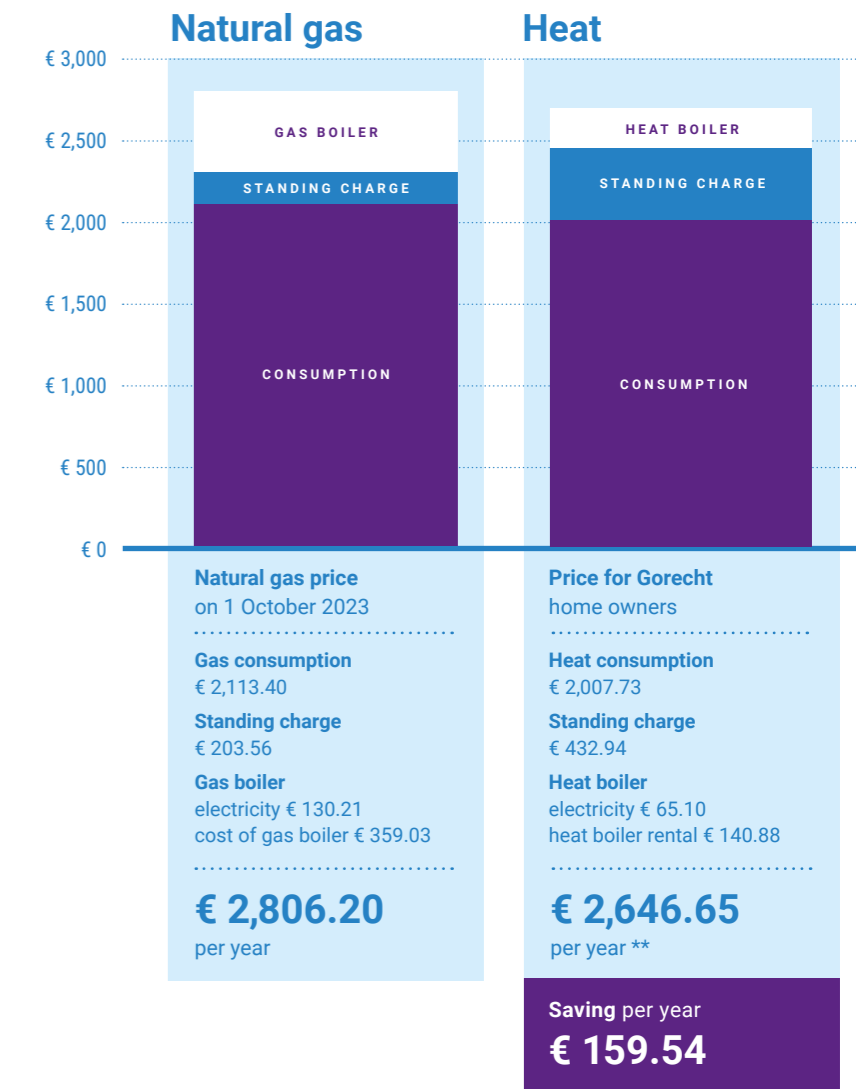 Natural gas
Heat
€ 3,000
€ 2,500
€ 2,000
€ 1,500
€ 1,000
€ 500
€ 0
GAS BOILER
STANDING CHARGE
CONSUMPTION
HEAT BOILER
STANDING CHARGE
CONSUMPTION
Natural gas price
on 1 October 2023
Gas consumption
€ 2,113.40
Standing charge
€ 203.56
Gas boiler
electricity € 130.21
cost of gas boiler € 359.03
€ 2,806.20
per year
Price for Gorecht
home owners
Heat consumption
€ 2,007.73
Standing charge
€ 432.94
Heat boiler
electricity € 65.10
heat boiler rental € 140.88
€ 2,646.65
per year **
Saving per year
€ 159.54